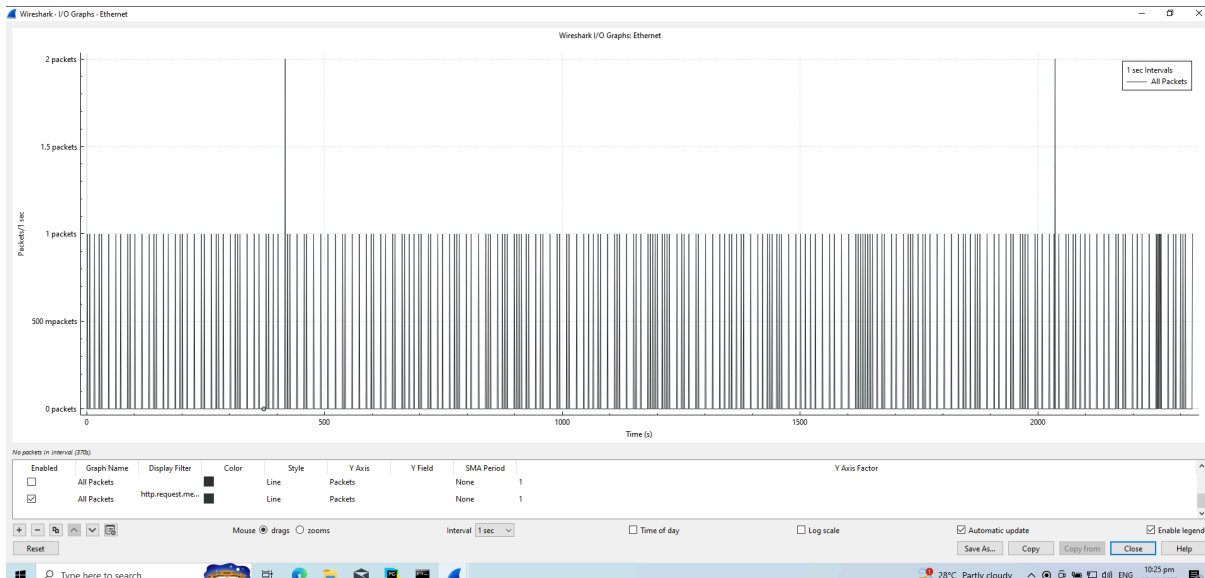 Wireshark · I/O Graphs · Ethernet
Wireshark I/O Graphs: Ethernet
2 packets
1.5 packets
1 packets
500 mpackets
0 packets
Packets/1 sec
1 sec Intervals
All Packets
0 500 1000 1500 2000
Time (s)
No packets in interval (370s).
Enabled Graph Name Display Filter Color Style Y Axis Y Field SMA Period Y Axis Factor
All Packets Line Packets None 1
All Packets http.request.me... Line Packets None 1
Mouse drags zooms Interval 1 sec Time of day Log scale Automatic update Enable legend
Reset Save As... Copy Copy from Close Help
Type here to search 28°C Partly cloudy ENG 10:25 pm